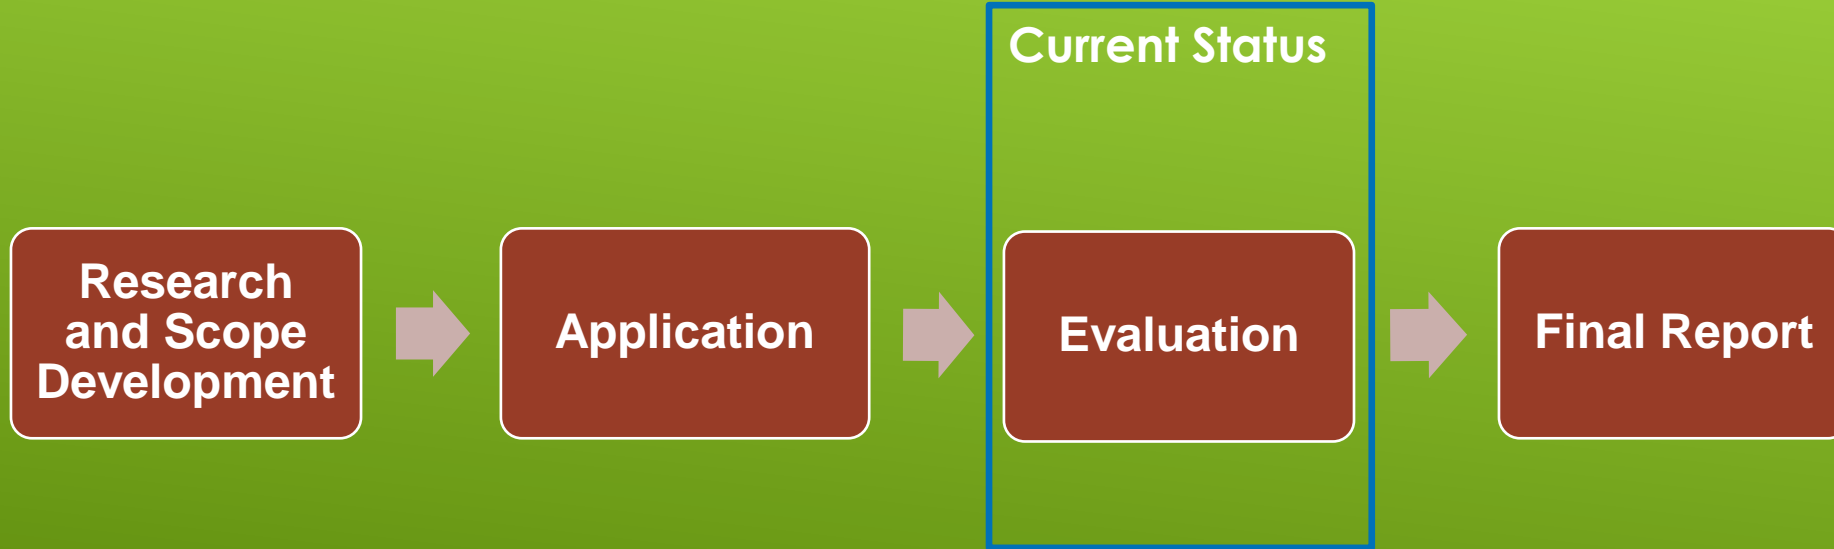 Current Status
Research
and Scope
Development
Application
Evaluation
Final Report